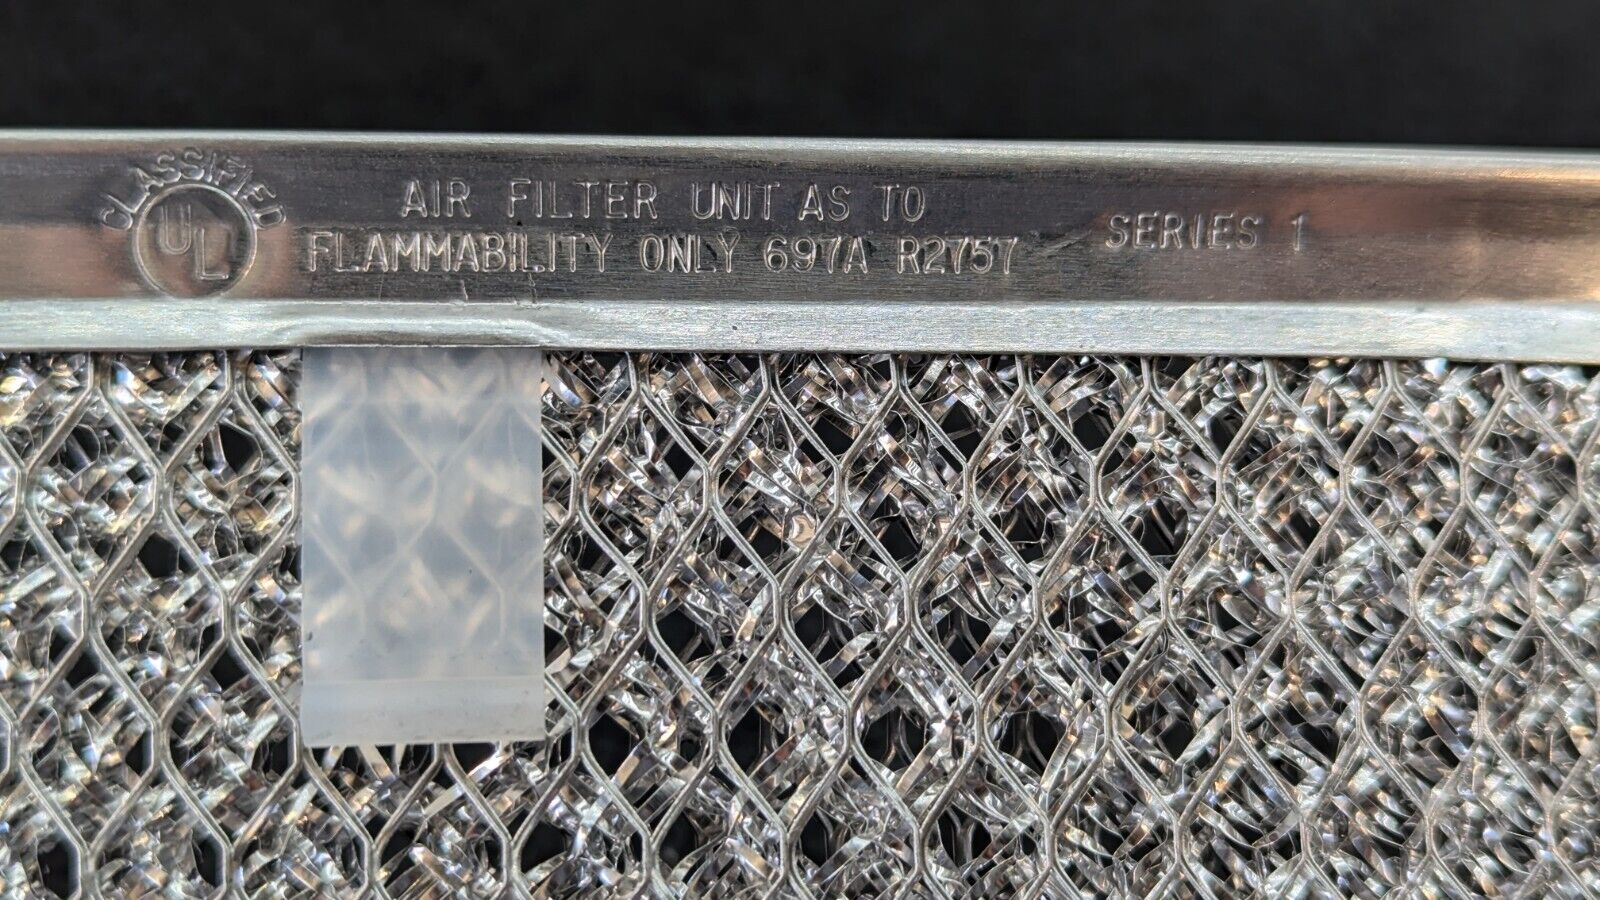 CLASSIFIED
UL
AIR FILTER UNIT AS TO
FLAMMABILITY ONLY 697A R2757
SERIES 1